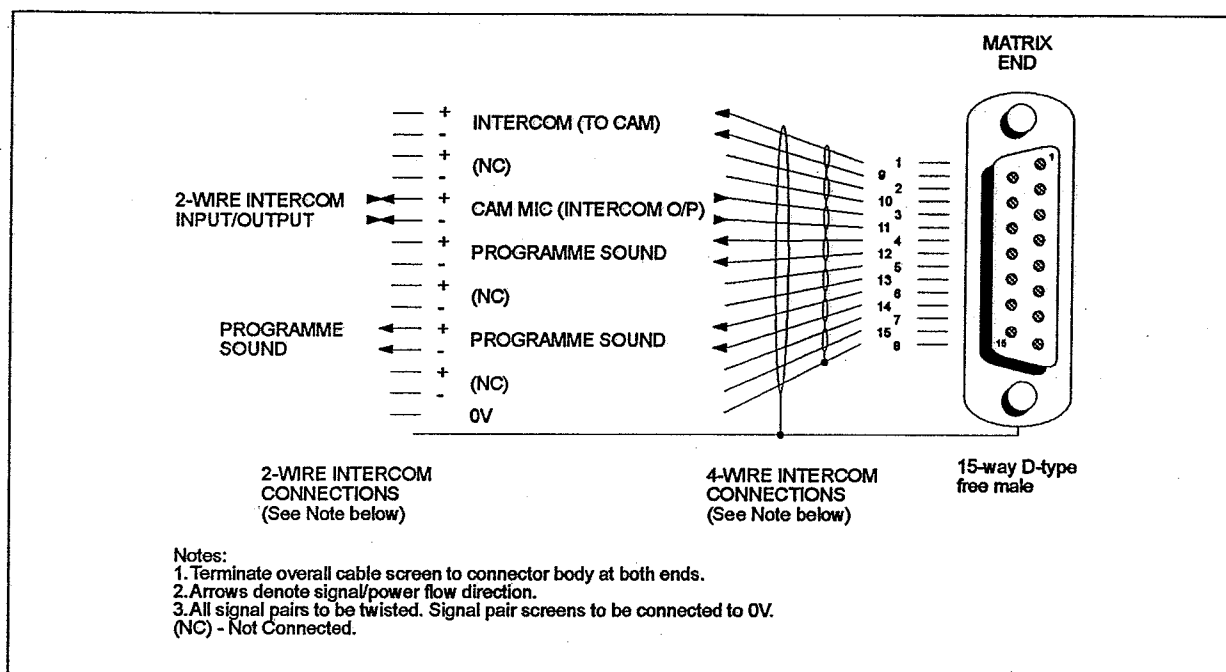 MATRIX
END
+
INTERCOM (TO CAM)
-
+
(NC)
-
2-WIRE INTERCOM
INPUT/OUTPUT
+
CAM MIC (INTERCOM O/P)
-
+
PROGRAMME SOUND
-
+
(NC)
-
PROGRAMME
SOUND
+
PROGRAMME SOUND
-
+
(NC)
-
0V
1
9
2
10
3
11
4
12
5
13
6
14
7
15
8
1
15
2-WIRE INTERCOM
CONNECTIONS
(See Note below)
4-WIRE INTERCOM
CONNECTIONS
(See Note below)
15-way D-type
free male
Notes:
1.Terminate overall cable screen to connector body at both ends.
2.Arrows denote signal/power flow direction.
3.All signal pairs to be twisted. Signal pair screens to be connected to 0V.
(NC) - Not Connected.